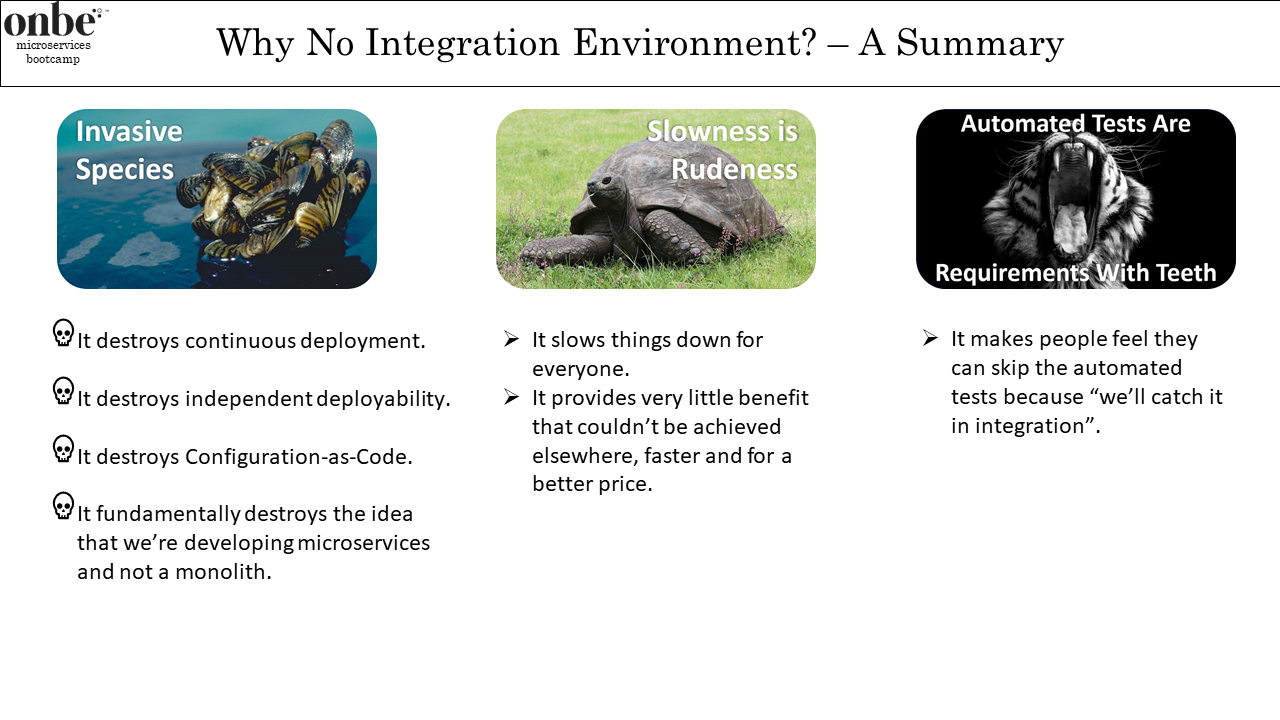 onbe
microservices
bootcamp
Why No Integration Environment? – A Summary
Invasive
Species
It destroys continuous deployment.
It destroys independent deployability.
It destroys Configuration-as-Code.
It fundamentally destroys the idea
that we’re developing microservices
and not a monolith.
Slowness is
Rudeness
It slows things down for
everyone.
It provides very little benefit
that couldn’t be achieved
elsewhere, faster and for a
better price.
Automated Tests Are
Requirements With Teeth
It makes people feel they
can skip the automated
tests because “we’ll catch it
in integration”.